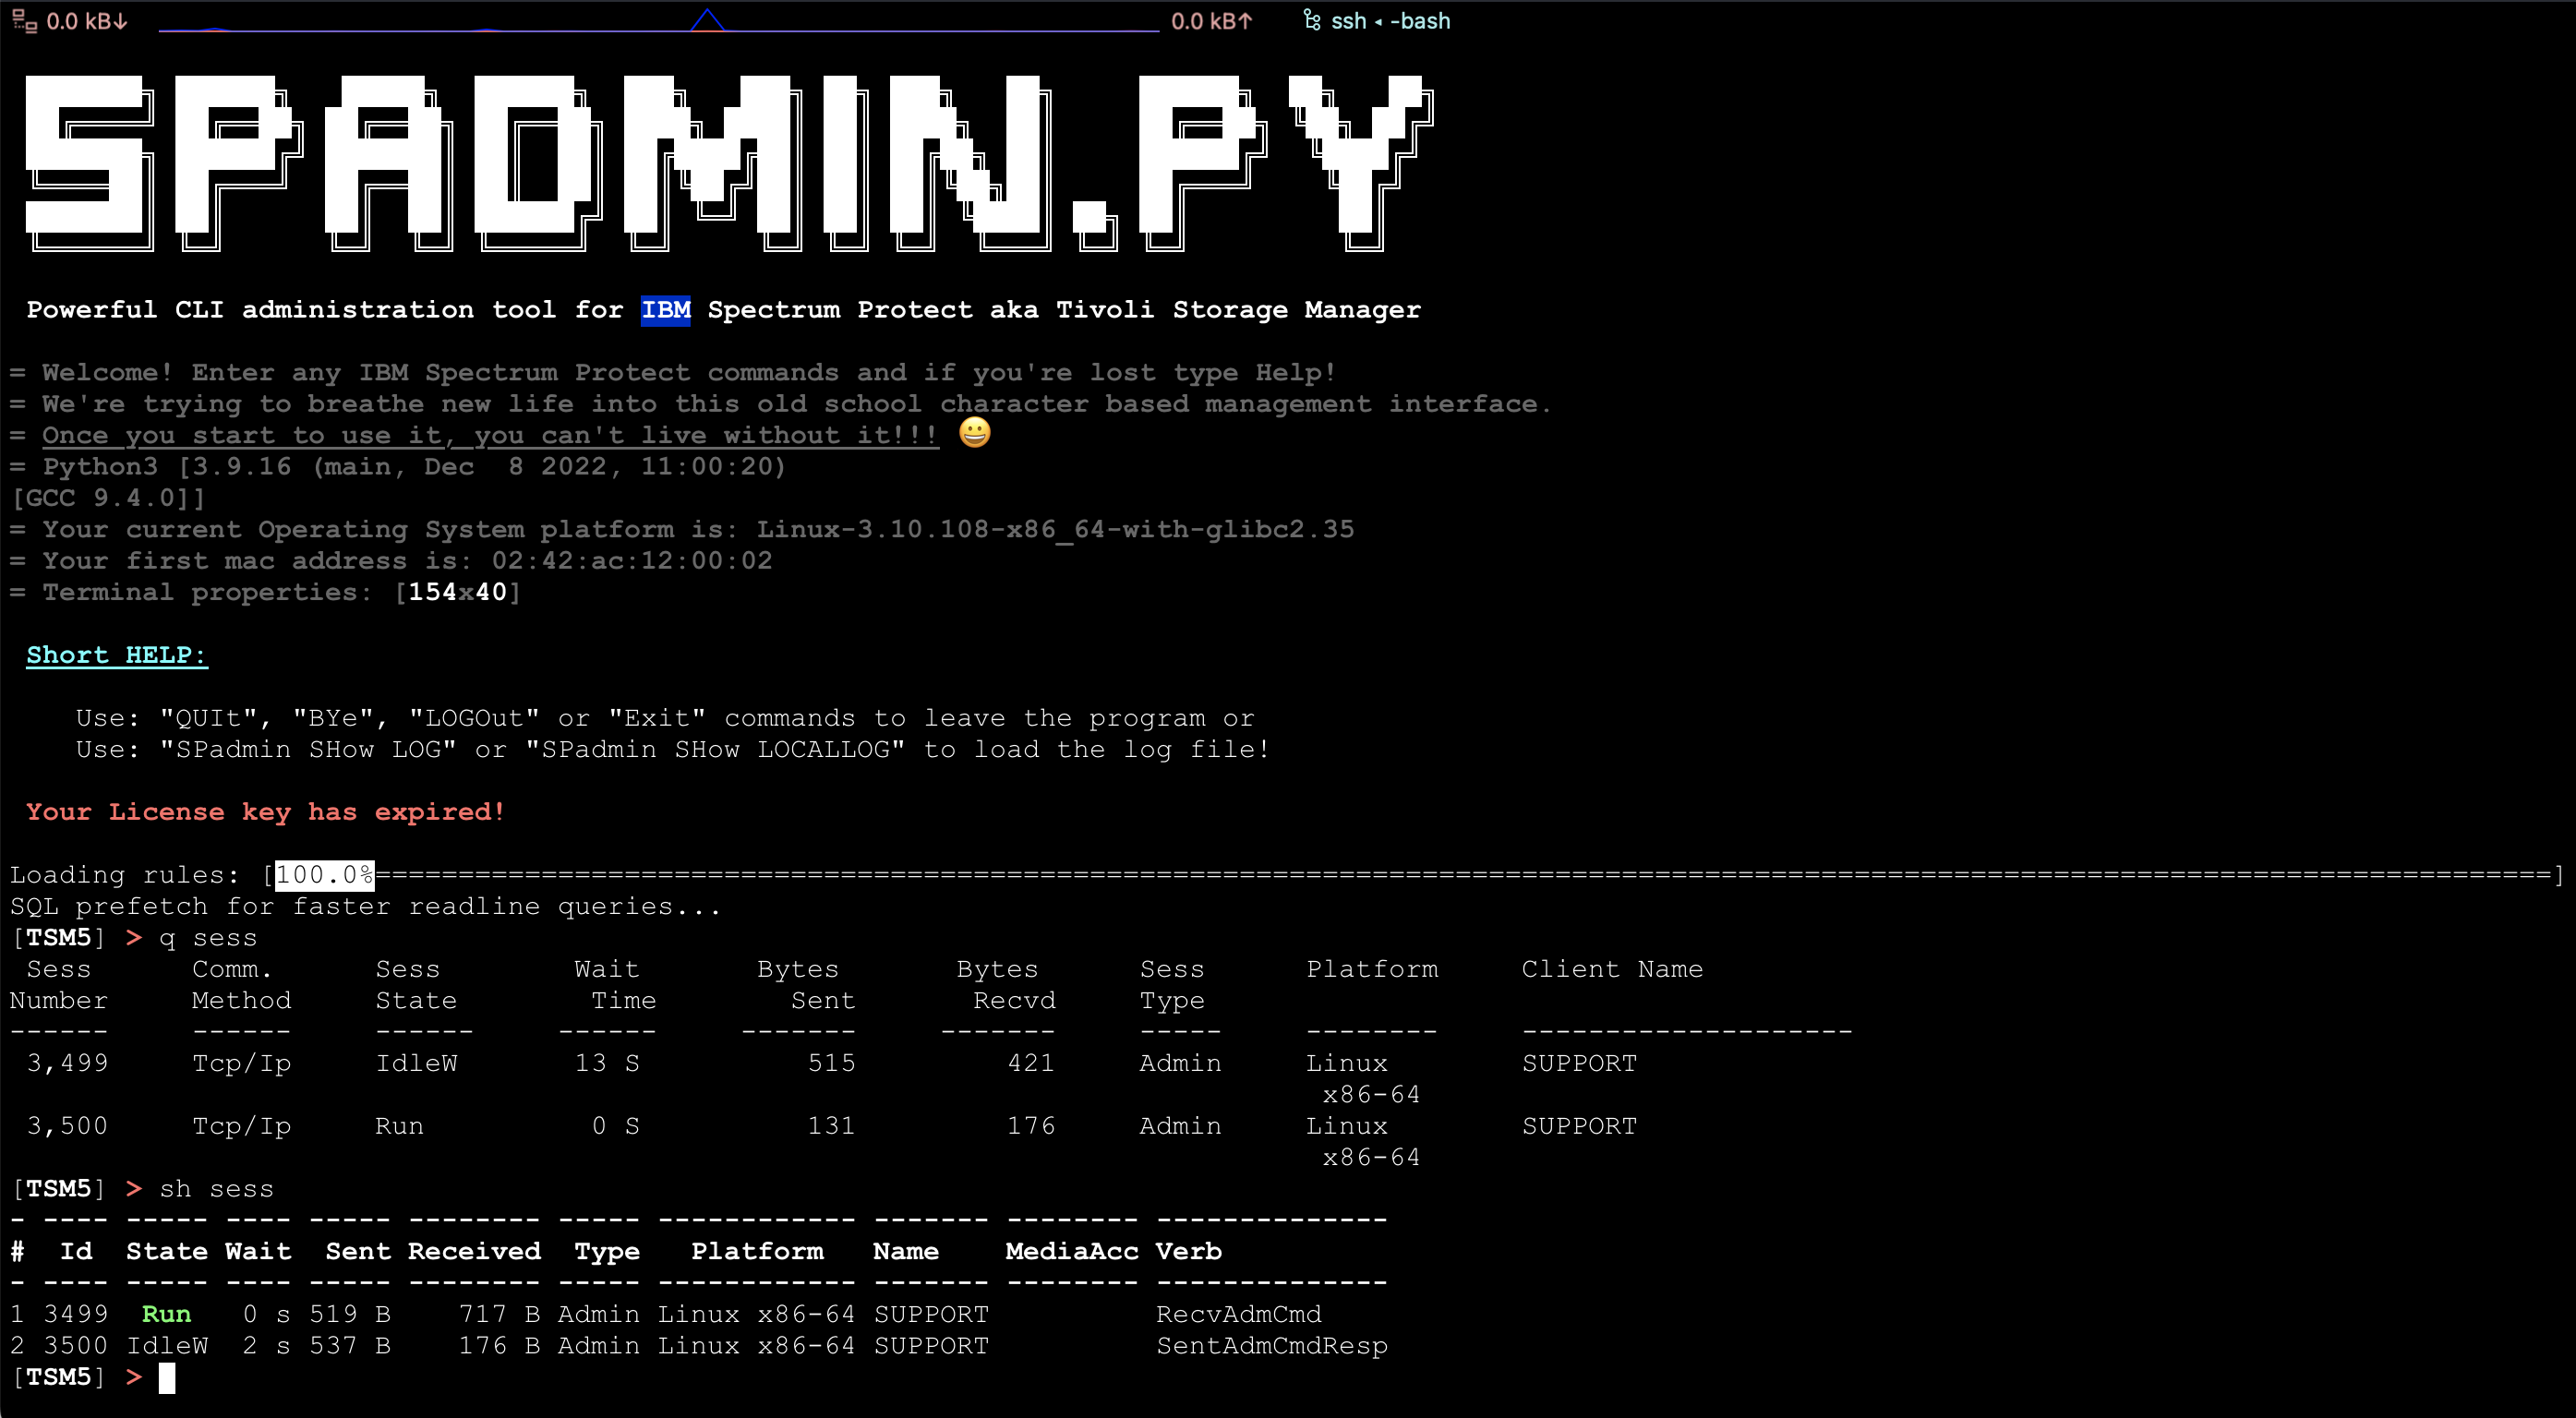 0.0 kB↓ 0.0 kB↑ ssh ◂ -bash
SPADMIN.PY
Powerful CLI administration tool for IBM Spectrum Protect aka Tivoli Storage Manager
= Welcome! Enter any IBM Spectrum Protect commands and if you're lost type Help!
= We're trying to breathe new life into this old school character based management interface.
= Once you start to use it, you can't live without it!!! 😀
= Python3 [3.9.16 (main, Dec  8 2022, 11:00:20)
[GCC 9.4.0]]
= Your current Operating System platform is: Linux-3.10.108-x86_64-with-glibc2.35
= Your first mac address is: 02:42:ac:12:00:02
= Terminal properties: [154x40]
Short HELP:
Use: "QUIt", "BYe", "LOGOut" or "Exit" commands to leave the program or
Use: "SPadmin SHow LOG" or "SPadmin SHow LOCALLOG" to load the log file!
Your License key has expired!
Loading rules: [100.0%===================================================================================================================================]
SQL prefetch for faster readline queries...
[TSM5] > q sess
 Sess      Comm.      Sess        Wait       Bytes       Bytes      Sess      Platform     Client Name
Number     Method     State        Time        Sent       Recvd     Type
------     ------     ------     ------     -------     -------     -----     --------     --------------------
 3,499     Tcp/Ip     IdleW       13 S          515         421     Admin     Linux        SUPPORT
                                                                               x86-64
 3,500     Tcp/Ip     Run          0 S          131         176     Admin     Linux        SUPPORT
                                                                               x86-64
[TSM5] > sh sess
- ---- ----- ---- ----- -------- ----- ------------ ------- -------- --------------
#  Id  State Wait  Sent Received  Type   Platform   Name    MediaAcc Verb
- ---- ----- ---- ----- -------- ----- ------------ ------- -------- --------------
1 3499  Run   0 s 519 B    717 B Admin Linux x86-64 SUPPORT          RecvAdmCmd
2 3500 IdleW  2 s 537 B    176 B Admin Linux x86-64 SUPPORT          SentAdmCmdResp
[TSM5] >